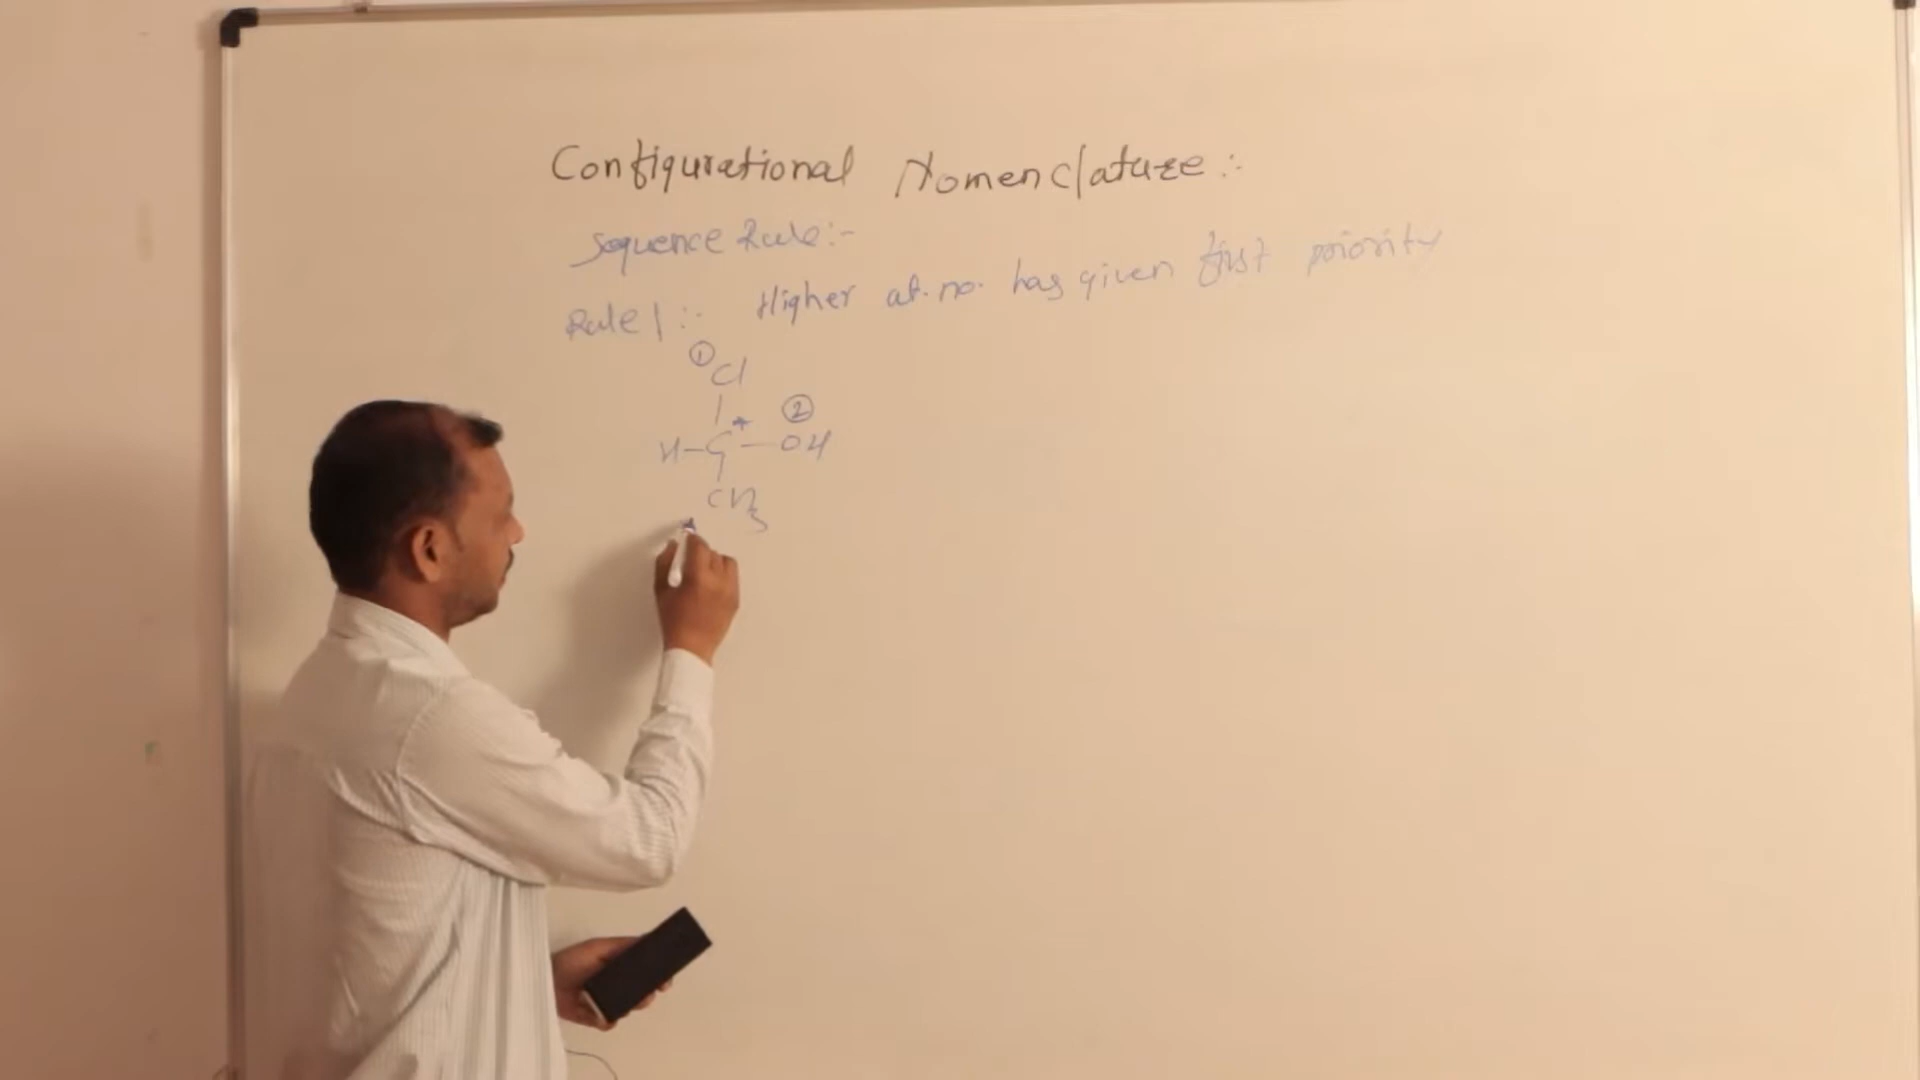 Configurational Nomenclature :-
Sequence Rule:-
Rule 1 :- Higher at. no. has given first priority
① Cl
* ②
H-C-OH
CH3